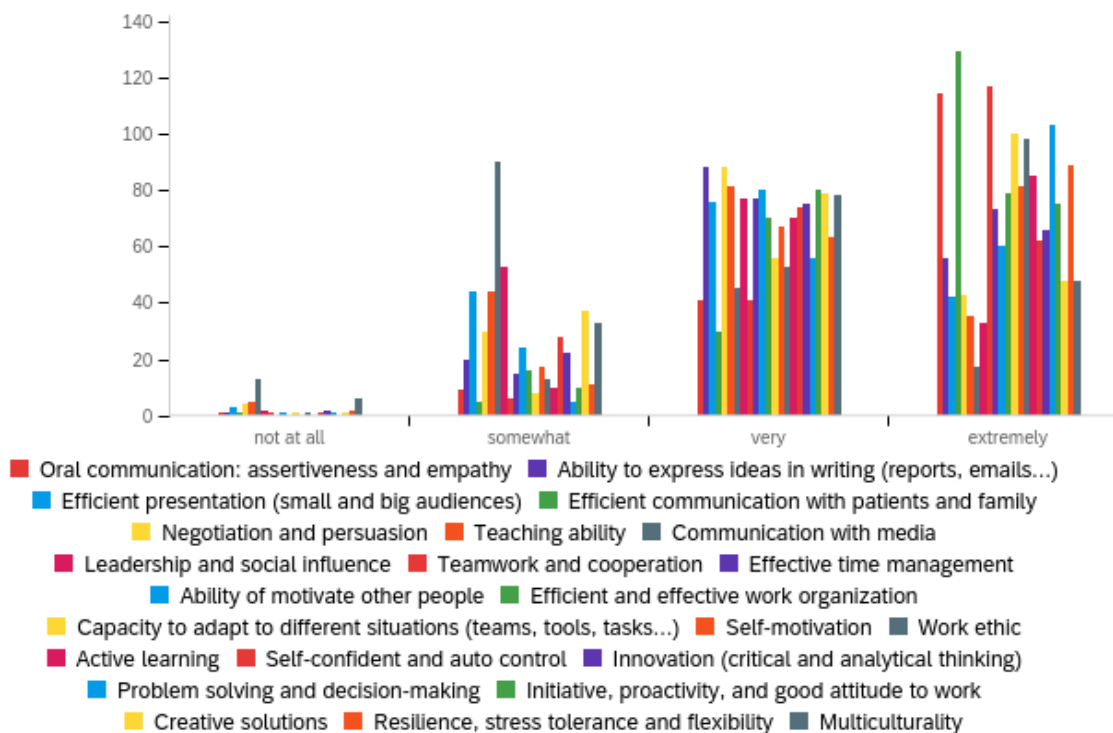 140
120
100
80
60
40
20
0
not at all somewhat very extremely
Oral communication: assertiveness and empathy Ability to express ideas in writing (reports, emails...)
Efficient presentation (small and big audiences) Efficient communication with patients and family
Negotiation and persuasion Teaching ability Communication with media
Leadership and social influence Teamwork and cooperation Effective time management
Ability of motivate other people Efficient and effective work organization
Capacity to adapt to different situations (teams, tools, tasks...) Self-motivation Work ethic
Active learning Self-confident and auto control Innovation (critical and analytical thinking)
Problem solving and decision-making Initiative, proactivity, and good attitude to work
Creative solutions Resilience, stress tolerance and flexibility Multiculturality